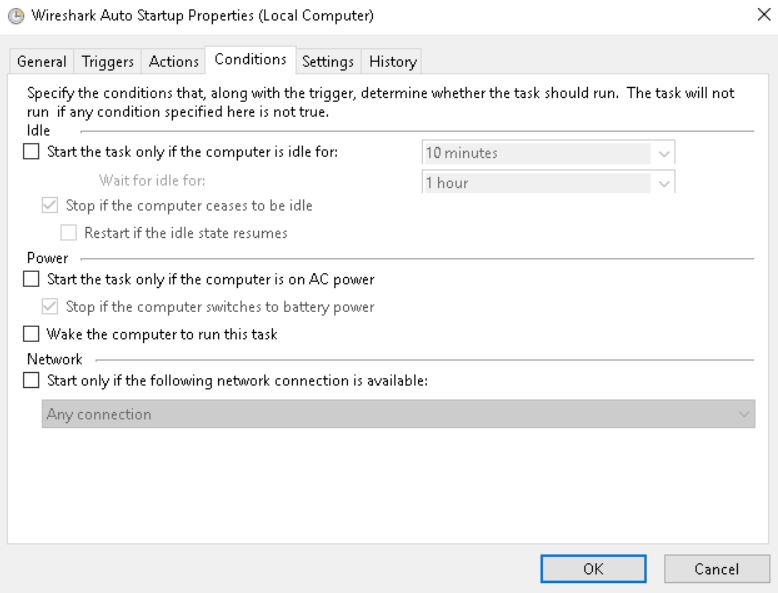 Wireshark Auto Startup Properties (Local Computer)
General Triggers Actions Conditions Settings History
Specify the conditions that, along with the trigger, determine whether the task should run.  The task will not
run  if any condition specified here is not true.
Idle
Start the task only if the computer is idle for: 10 minutes
Wait for idle for: 1 hour
Stop if the computer ceases to be idle
Restart if the idle state resumes
Power
Start the task only if the computer is on AC power
Stop if the computer switches to battery power
Wake the computer to run this task
Network
Start only if the following network connection is available:
Any connection
OK Cancel